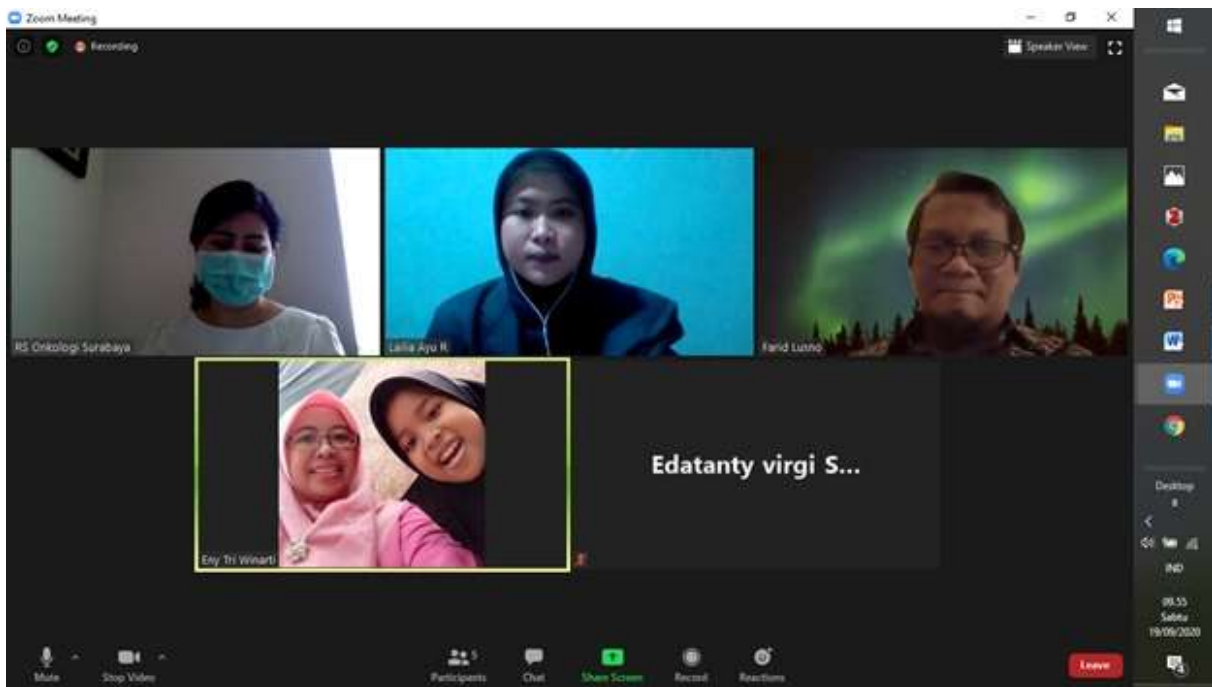 Zoom Meeting
Recording
Speaker View
RS Onkologi Surabaya
Lailia Ayu R.
Farid Lusno
Eny Tri Winarti
Edatanty virgi S...
Mute
Stop Video
Participants
5
Chat
Share Screen
Record
Reactions
Leave
Desktop
IND
09.55
Sabtu
19/09/2020